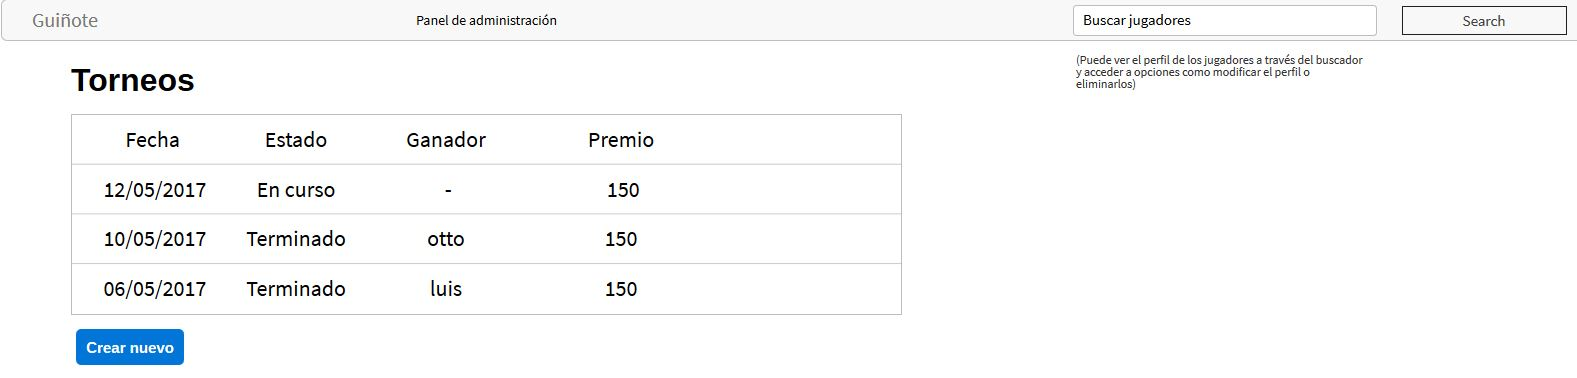 Guiñote Panel de administración Buscar jugadores Search
(Puede ver el perfil de los jugadores a través del buscador
y acceder a opciones como modificar el perfil o
eliminarlos)
Torneos
Fecha Estado Ganador Premio
12/05/2017 En curso - 150
10/05/2017 Terminado otto 150
06/05/2017 Terminado luis 150
Crear nuevo